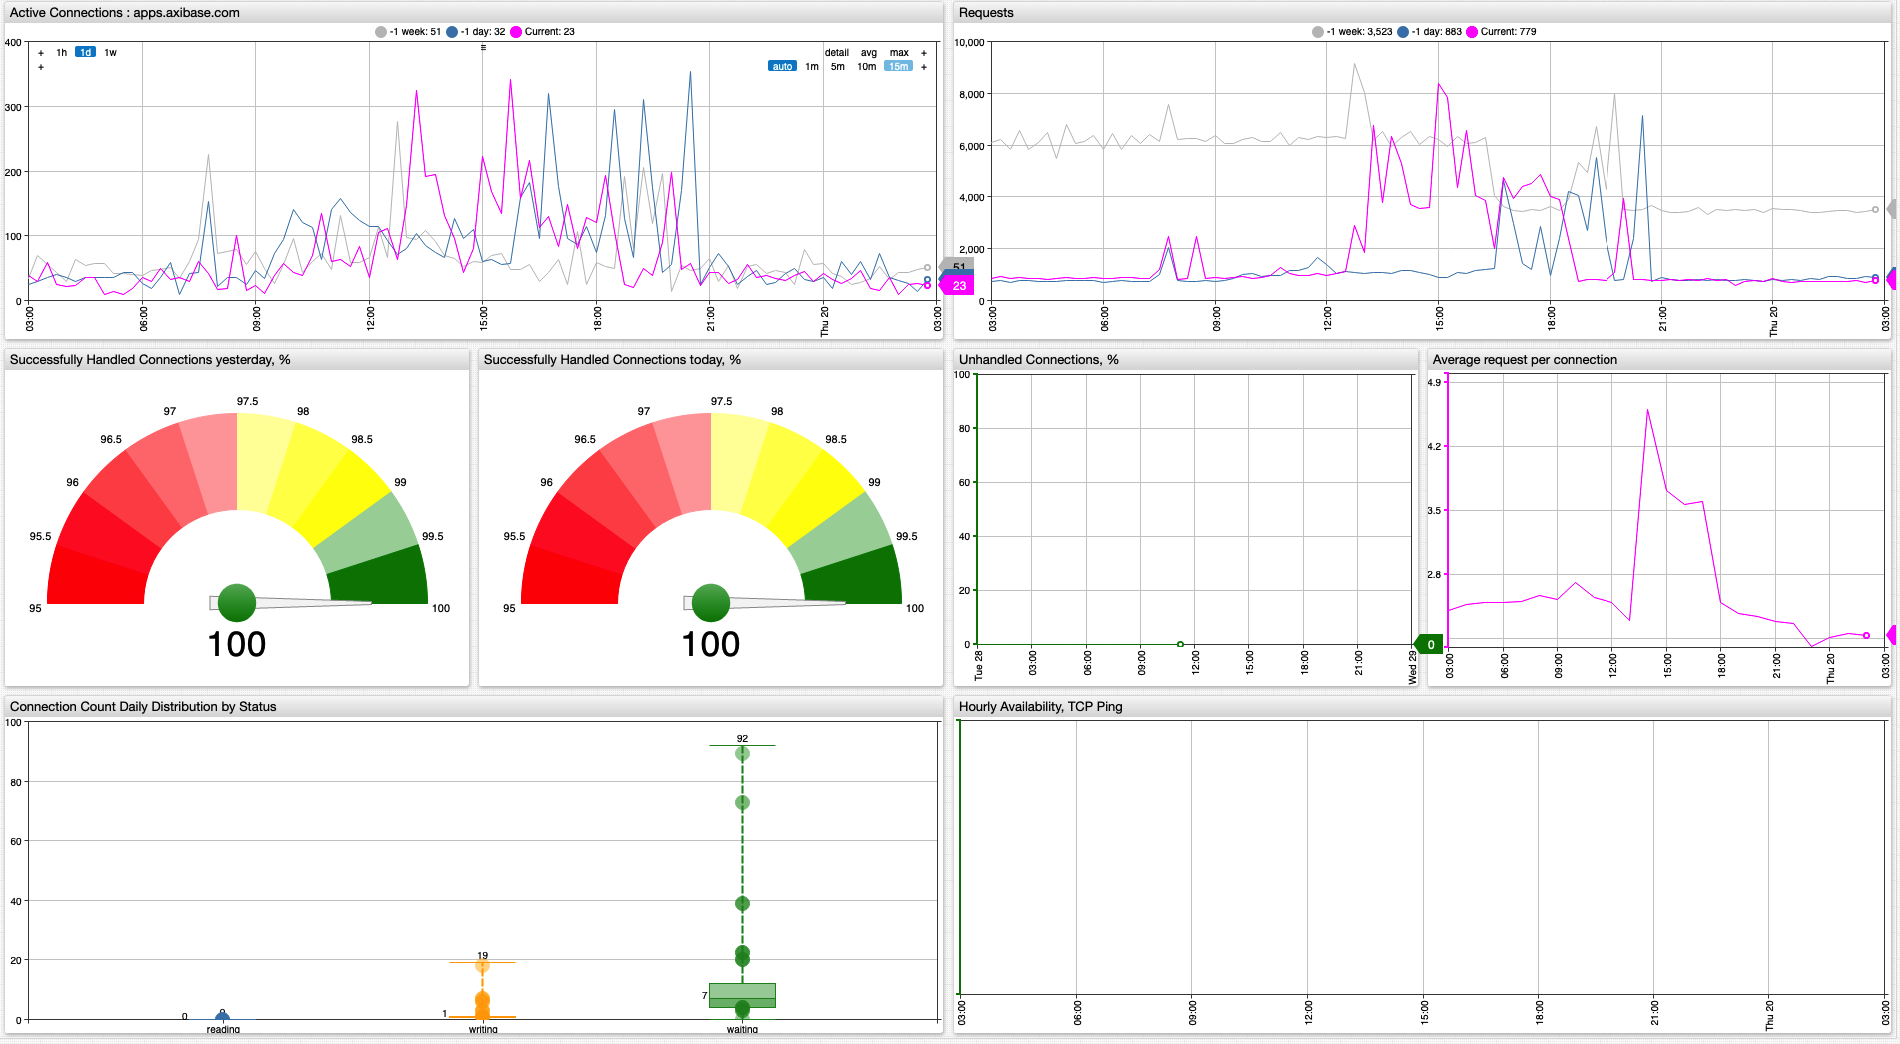 Active Connections : apps.axibase.com
-1 week: 51 -1 day: 32 Current: 23
+ 1h 1d 1w
+
detail avg max +
auto 1m 5m 10m 15m +
400
300
200
100
0
03:00 06:00 09:00 12:00 15:00 18:00 21:00 Thu 20 03:00
51
23
Requests
-1 week: 3,523 -1 day: 883 Current: 779
10,000
8,000
6,000
4,000
2,000
0
03:00 06:00 09:00 12:00 15:00 18:00 21:00 Thu 20 03:00
Successfully Handled Connections yesterday, %
95 95.5 96 96.5 97 97.5 98 98.5 99 99.5 100
100
Successfully Handled Connections today, %
95 95.5 96 96.5 97 97.5 98 98.5 99 99.5 100
100
Unhandled Connections, %
100
80
60
40
20
0
0
Tue 28 03:00 06:00 09:00 12:00 15:00 18:00 21:00 Wed 29
Average request per connection
4.9
4.2
3.5
2.8
03:00 06:00 09:00 12:00 15:00 18:00 21:00 Thu 20 03:00
Connection Count Daily Distribution by Status
100
80
60
40
20
0
0 0
1 19
7 92
reading writing waiting
Hourly Availability, TCP Ping
03:00 06:00 09:00 12:00 15:00 18:00 21:00 Thu 20 03:00